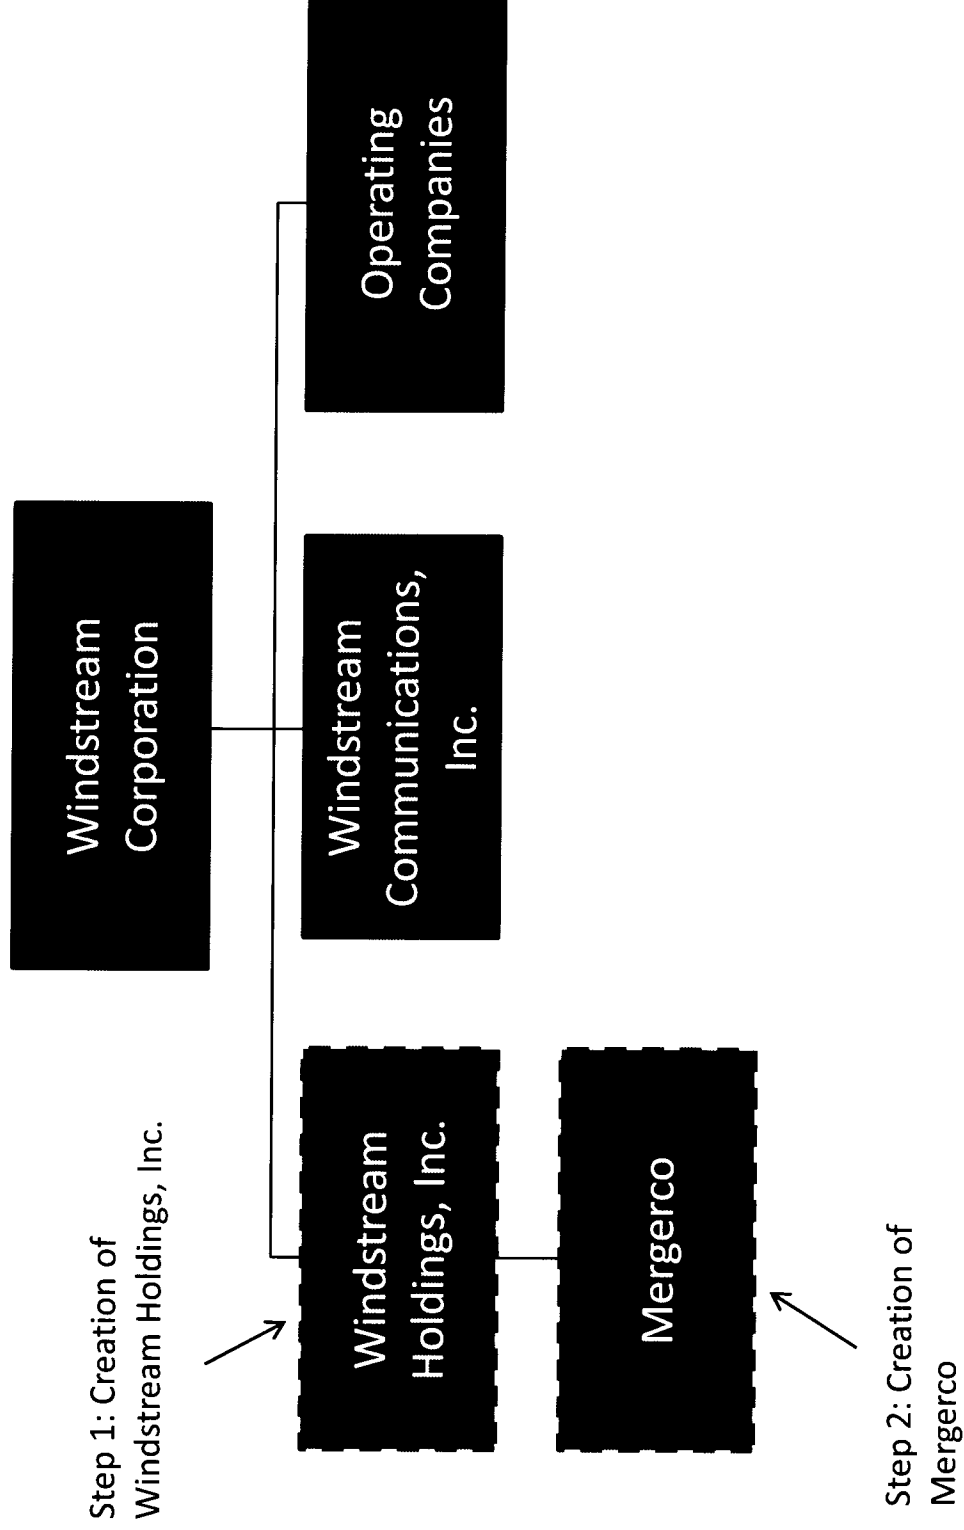 Step 1: Creation of
Windstream Holdings, Inc.
Windstream
Corporation
Windstream
Holdings, Inc.
Windstream
Communications,
Inc.
Operating
Companies
Mergerco
Step 2: Creation of
Mergerco